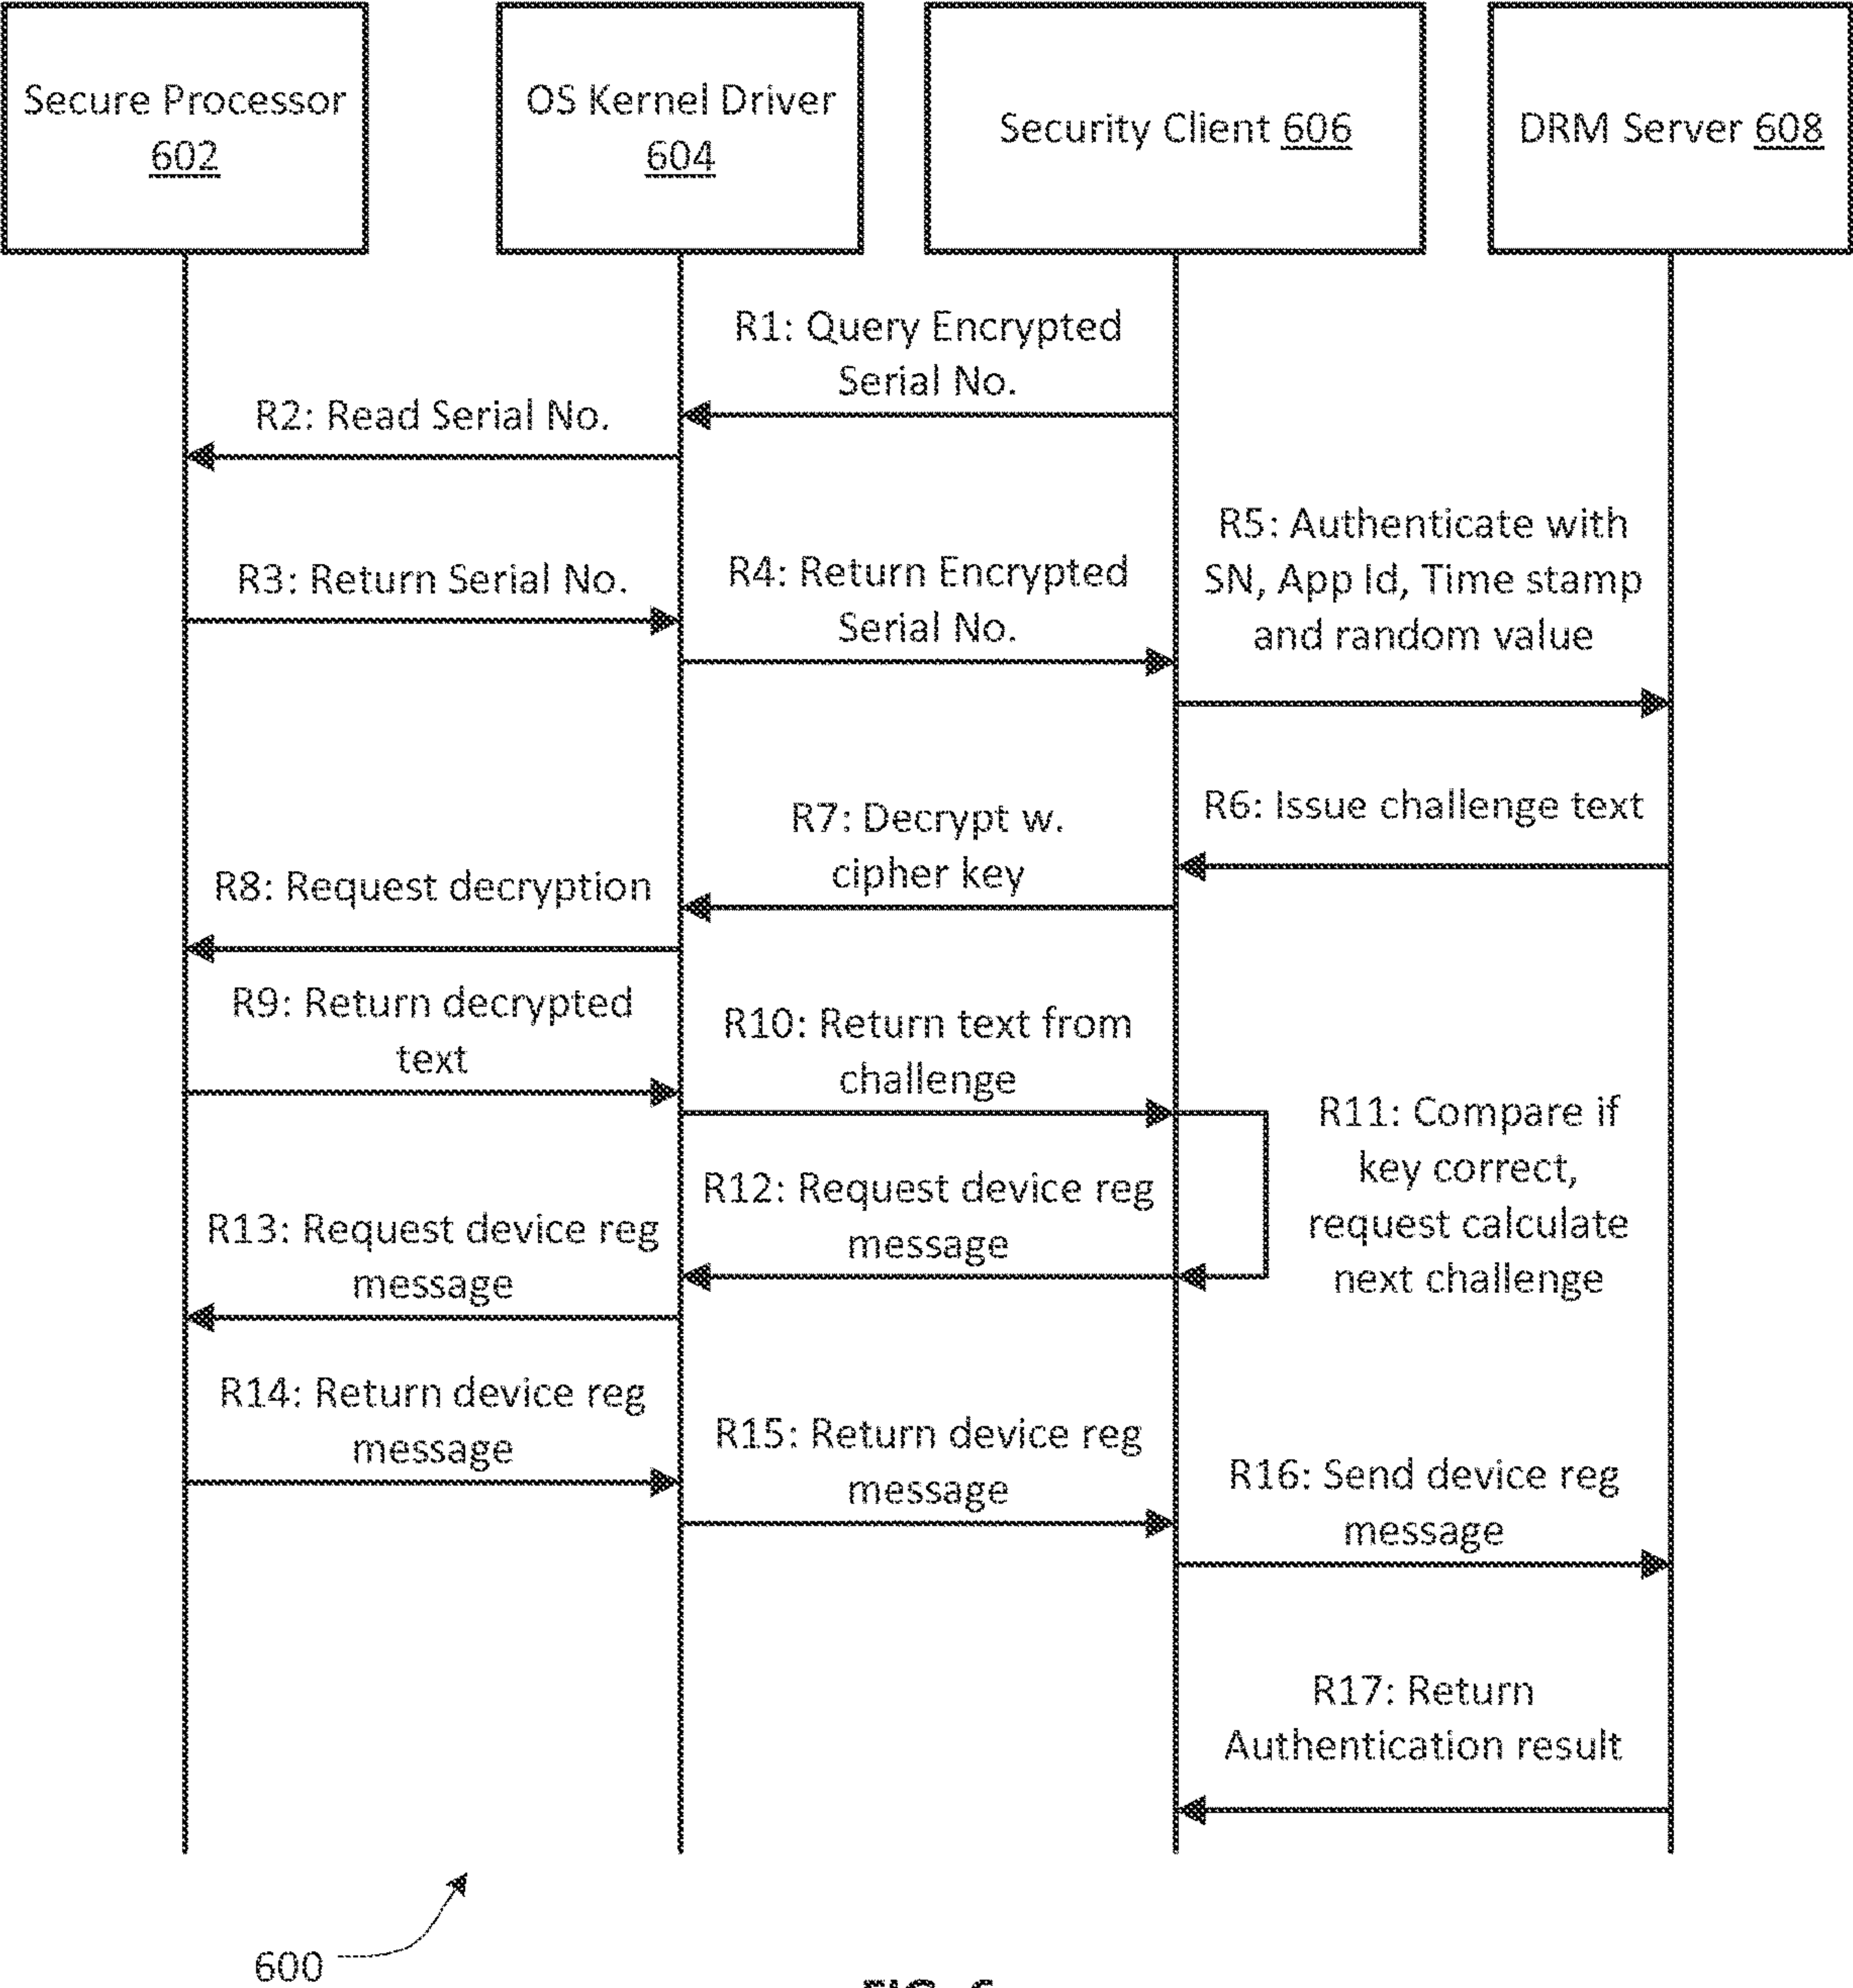 Secure Processor
602
OS Kernel Driver
604
Security Client 606
DRM Server 608
R1: Query Encrypted
Serial No.
R2: Read Serial No.
R3: Return Serial No.
R4: Return Encrypted
Serial No.
R5: Authenticate with
SN, App Id, Time stamp
and random value
R6: Issue challenge text
R7: Decrypt w.
cipher key
R8: Request decryption
R9: Return decrypted
text
R10: Return text from
challenge
R11: Compare if
key correct,
request calculate
next challenge
R12: Request device reg
message
R13: Request device reg
message
R14: Return device reg
message
R15: Return device reg
message
R16: Send device reg
message
R17: Return
Authentication result
600
FIG. 6